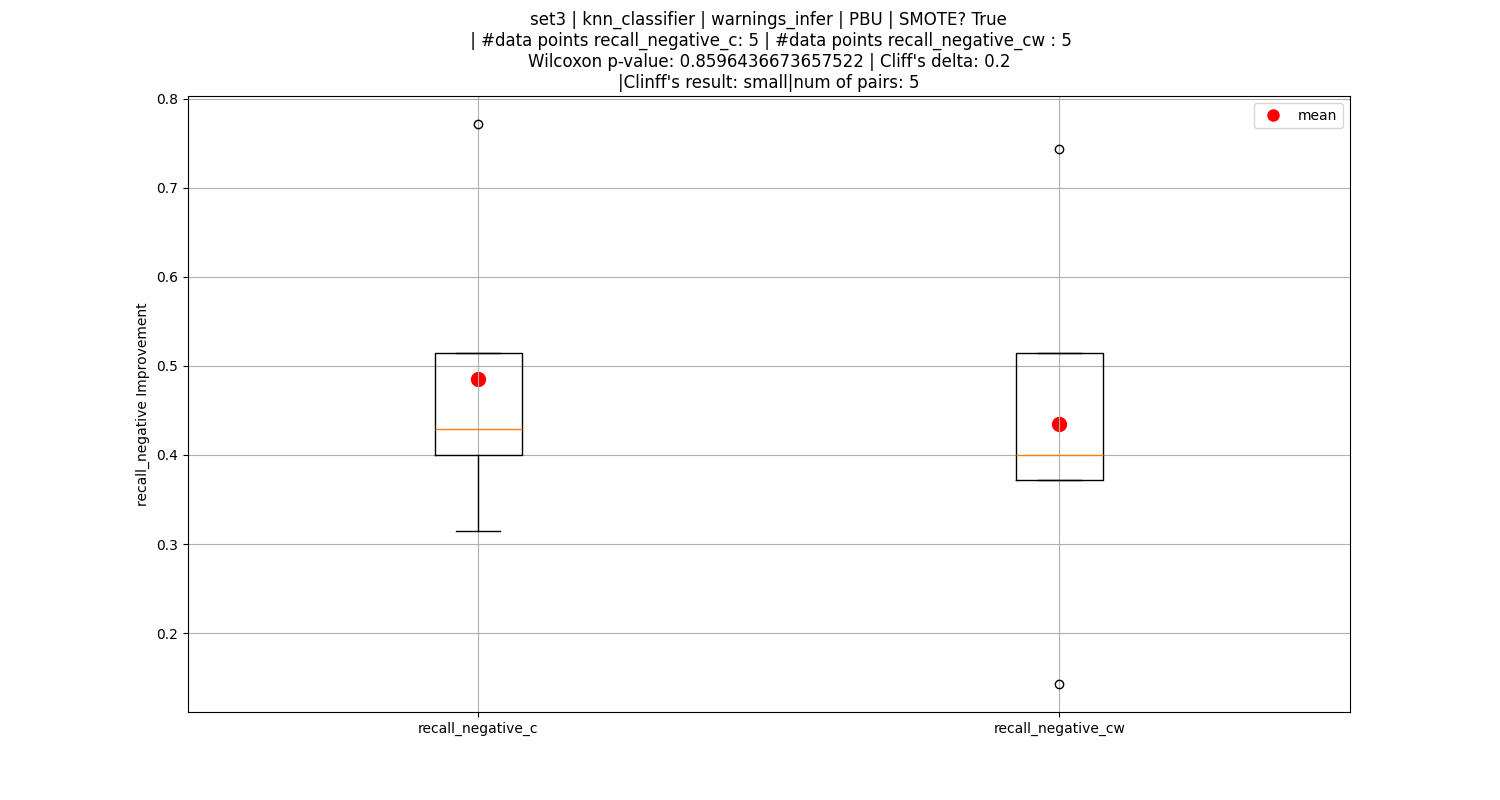 set3 | knn_classifier | warnings_infer | PBU | SMOTE? True
| #data points recall_negative_c: 5 | #data points recall_negative_cw : 5
Wilcoxon p-value: 0.8596436673657522 | Cliff's delta: 0.2
|Clinff's result: small|num of pairs: 5
mean
0.8
0.7
0.6
0.5
0.4
0.3
0.2
recall_negative Improvement
recall_negative_c
recall_negative_cw